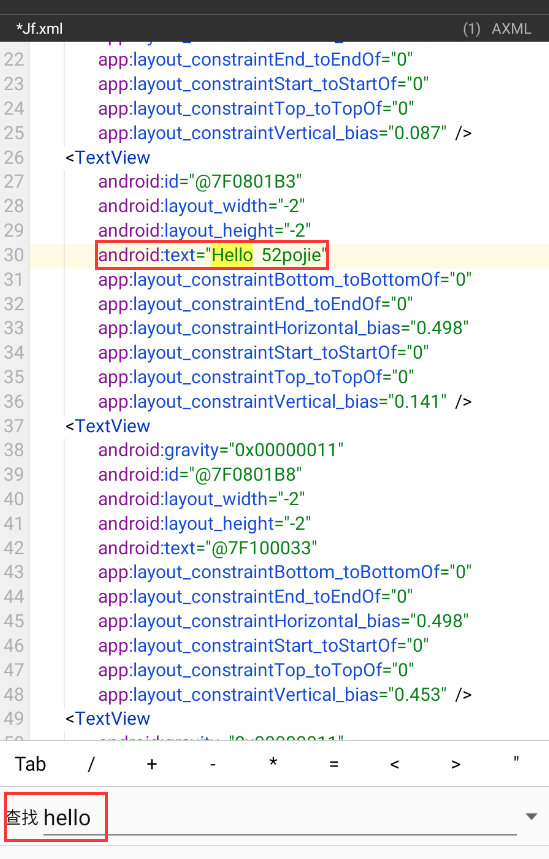 *Jf.xml (1) AXML
22 app:layout_constraintEnd_toEndOf="0"
23 app:layout_constraintStart_toStartOf="0"
24 app:layout_constraintTop_toTopOf="0"
25 app:layout_constraintVertical_bias="0.087" />
26 <TextView
27 android:id="@7F0801B3"
28 android:layout_width="-2"
29 android:layout_height="-2"
30 android:text="Hello 52pojie"
31 app:layout_constraintBottom_toBottomOf="0"
32 app:layout_constraintEnd_toEndOf="0"
33 app:layout_constraintHorizontal_bias="0.498"
34 app:layout_constraintStart_toStartOf="0"
35 app:layout_constraintTop_toTopOf="0"
36 app:layout_constraintVertical_bias="0.141" />
37 <TextView
38 android:gravity="0x00000011"
39 android:id="@7F0801B8"
40 android:layout_width="-2"
41 android:layout_height="-2"
42 android:text="@7F100033"
43 app:layout_constraintBottom_toBottomOf="0"
44 app:layout_constraintEnd_toEndOf="0"
45 app:layout_constraintHorizontal_bias="0.498"
46 app:layout_constraintStart_toStartOf="0"
47 app:layout_constraintTop_toTopOf="0"
48 app:layout_constraintVertical_bias="0.453" />
49 <TextView
Tab / + - * = < > "
查找 hello